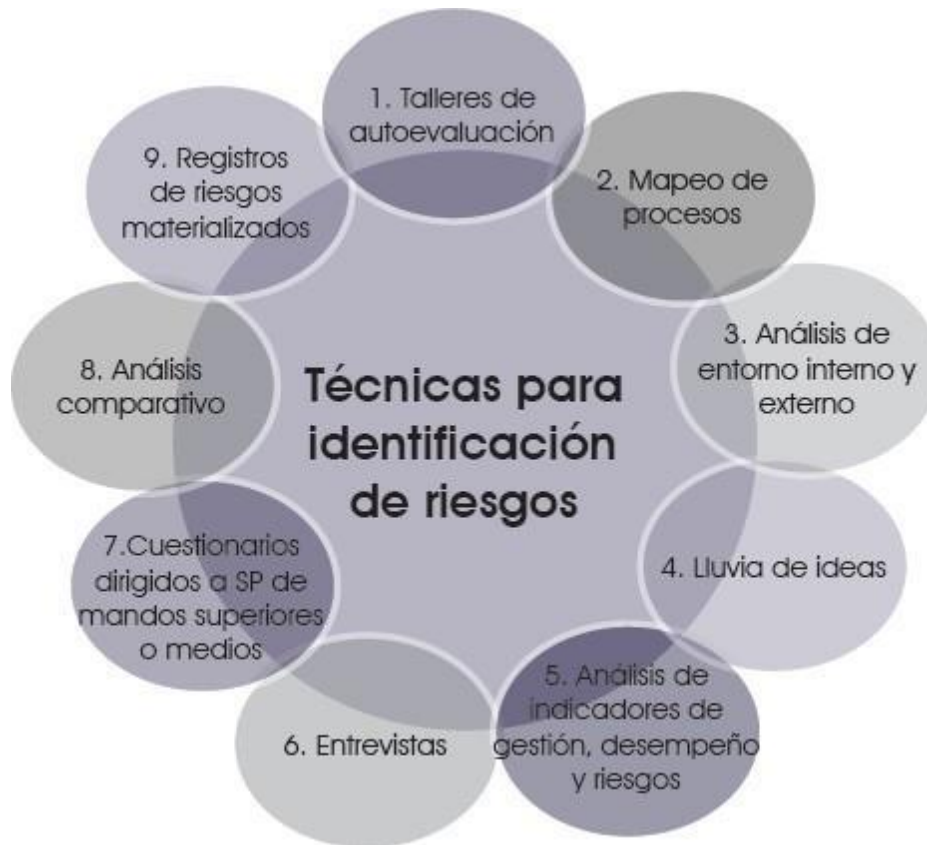 1. Talleres de
autoevaluación
2. Mapeo de
procesos
3. Análisis de
entorno interno y
externo
4. Lluvia de ideas
5. Análisis de
indicadores de
gestión, desempeño
y riesgos
6. Entrevistas
7.Cuestionarios
dirigidos a SP de
mandos superiores
o medios
8. Análisis
comparativo
9. Registros
de riesgos
materializados
Técnicas para
identificación
de riesgos